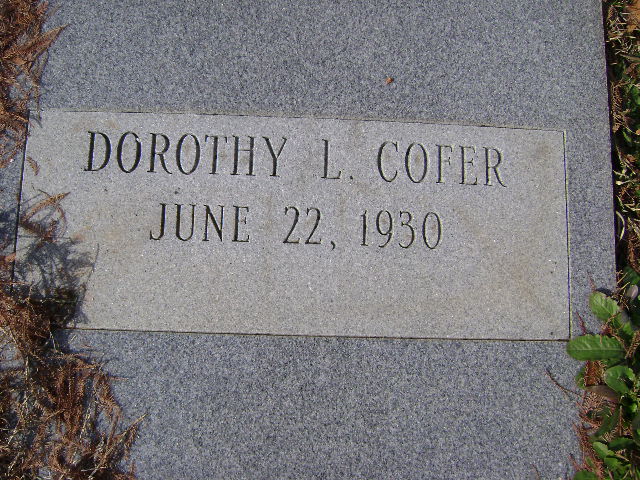 DOROTHY L. COFER
JUNE 22, 1930